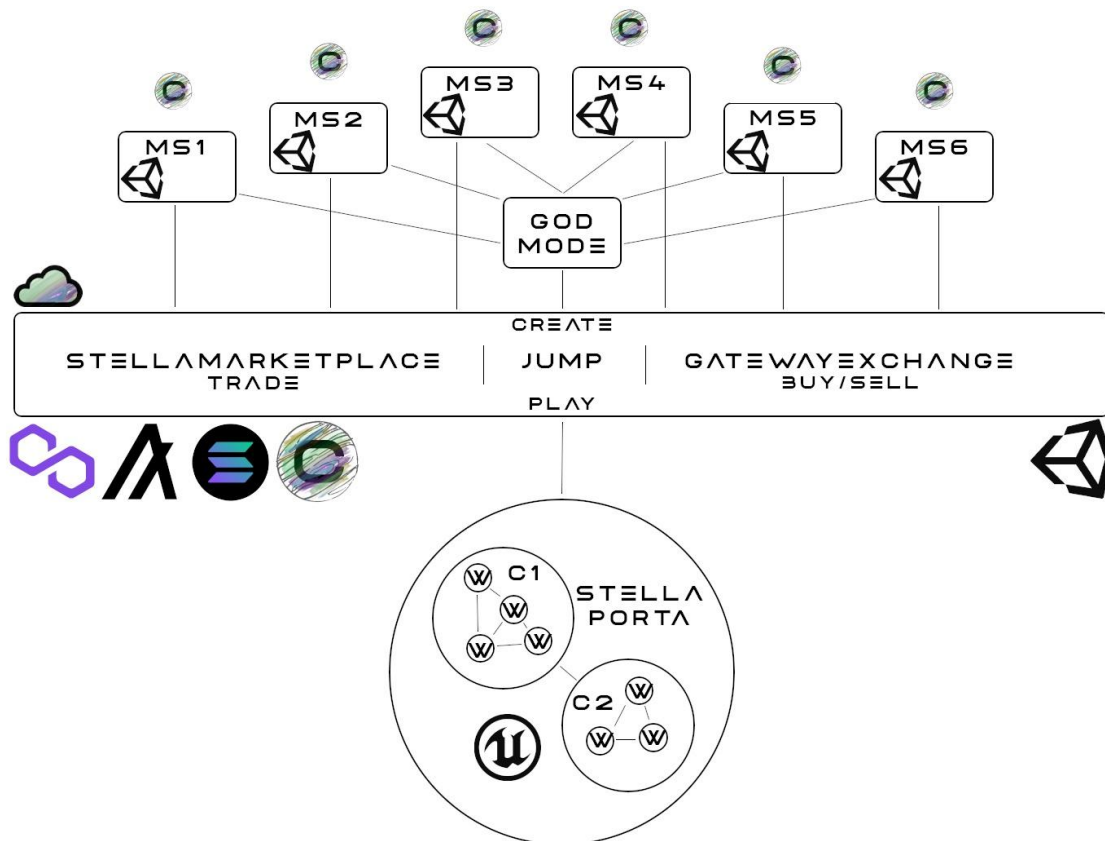 MS1
MS2
MS3
MS4
MS5
MS6
GOD
MODE
CREATE
STELLAMARKETPLACE
TRADE
JUMP
GATEWAYEXCHANGE
BUY/SELL
PLAY
C1
W
W
W
W
STELLA
PORTA
C2
W
W
W